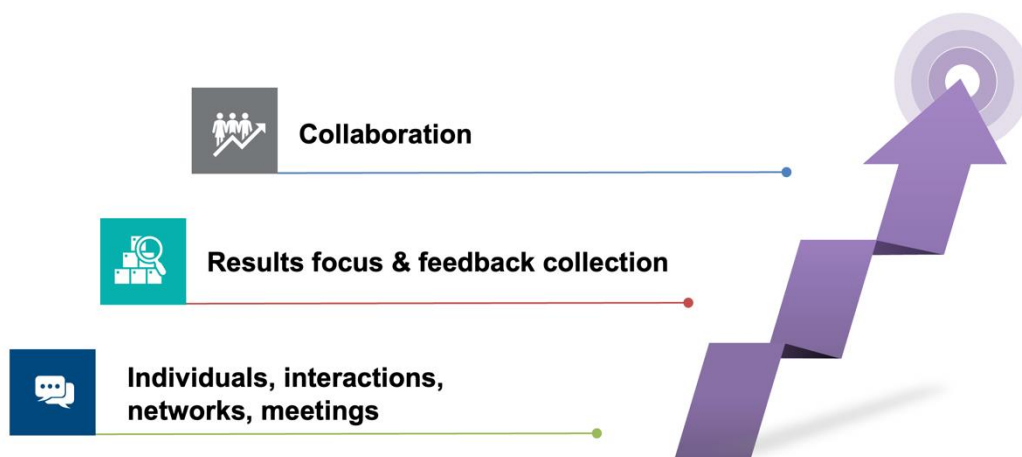 Collaboration
Results focus & feedback collection
Individuals, interactions,
networks, meetings